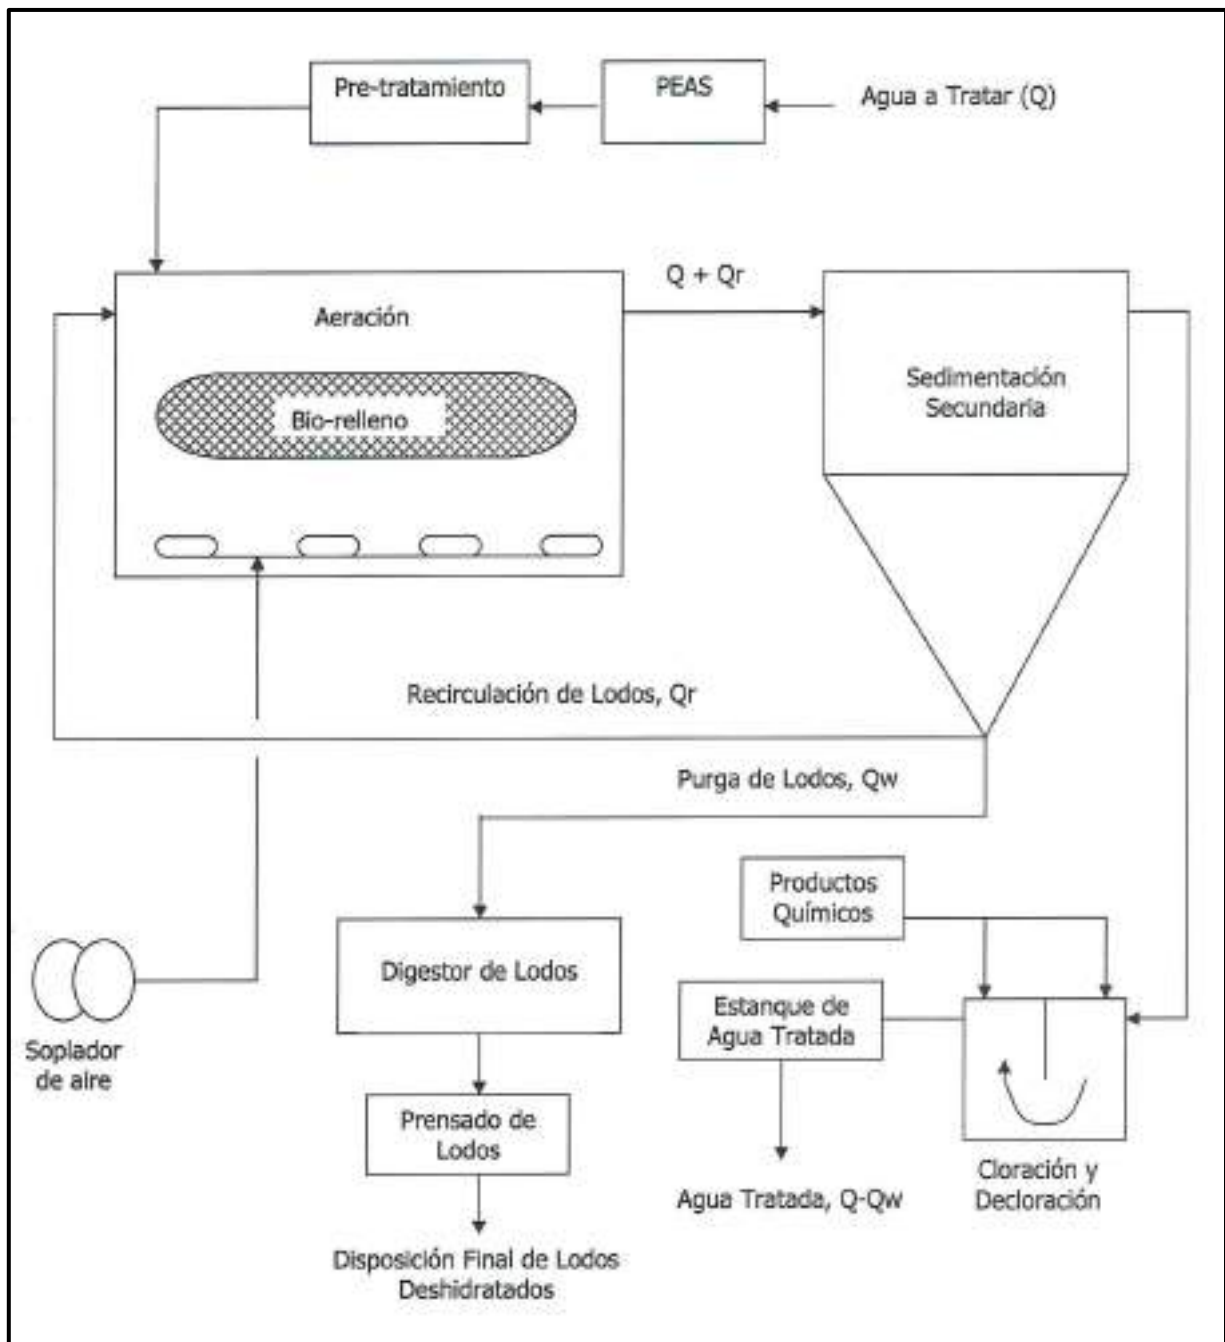 Pre-tratamiento
PEAS
Agua a Tratar (Q)
Q + Qr
Aeración
Bio-relleno
Sedimentación
Secundaria
Recirculación de Lodos, Qr
Purga de Lodos, Qw
Productos
Químicos
Digestor de Lodos
Estanque de
Agua Tratada
Soplador
de aire
Prensado de
Lodos
Cloración y
Decloración
Agua Tratada, Q-Qw
Disposición Final de Lodos
Deshidratados